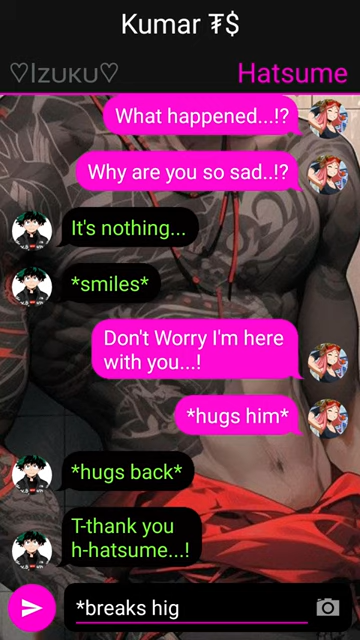 Kumar ₮$
♡Iᴢᴜᴋᴜ♡
Hatsume
What happened...!?
Why are you so sad..!?
It's nothing...
*smiles*
Don't Worry I'm here
with you...!
*hugs him*
*hugs back*
T-thank you
h-hatsume...!
*breaks hig